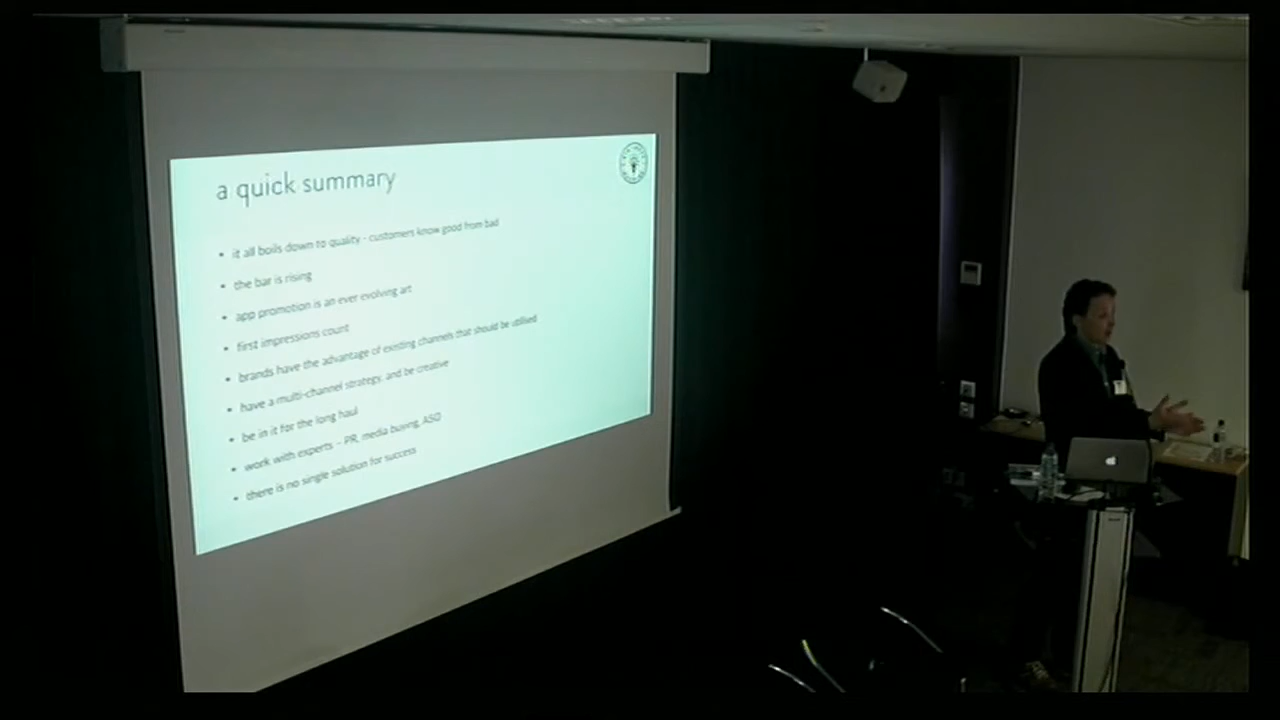 a quick summary
• it all boils down to quality - customers know good from bad
• the bar is rising
• app promotion is an ever evolving art
• first impressions count
• brands have the advantage of existing channels that should be utilised
• have a multi-channel strategy, and be creative
• be in it for the long haul
• work with experts – PR, media buying, ASO
• there is no single solution for success